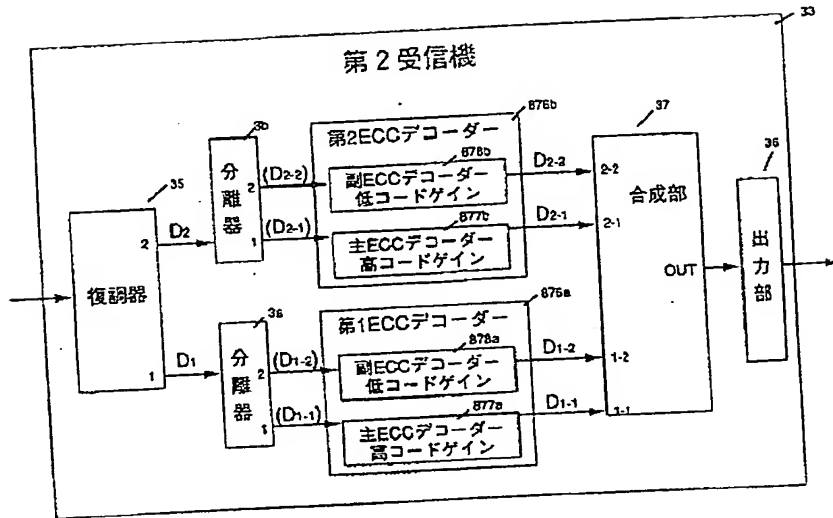 33
第2受信機
876b
37
3b
第2ECCデコーダー
878b
分離器
(D2-2)
副ECCデコーダー
低コードゲイン
D2-2
2-2
36
35
2
合成部
877b
D2
(D2-1)
1
主ECCデコーダー
高コードゲイン
D2-1
2-1
2
OUT
出力部
復調器
876a
3a
第1ECCデコーダー
878a
D1
分離器
(D1-2)
副ECCデコーダー
低コードゲイン
D1-2
1-2
1
2
877a
(D1-1)
1
主ECCデコーダー
高コードゲイン
D1-1
1-1